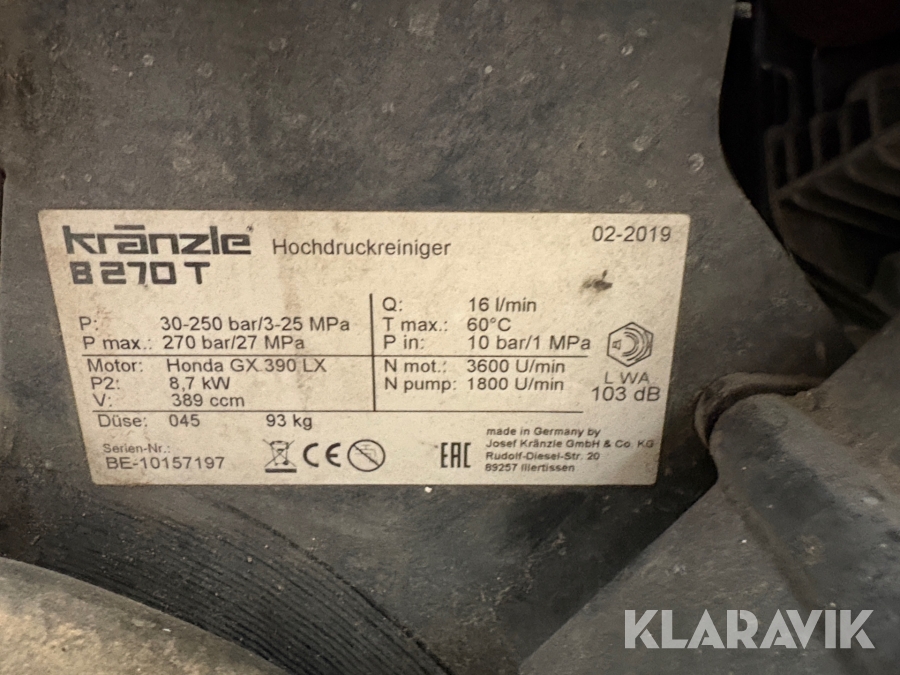 kränzle Hochdruckreiniger 02-2019
B 270 T
P: 30-250 bar/3-25 MPa
P max.: 270 bar/27 MPa
Motor: Honda GX 390 LX
P2: 8,7 kW
V: 389 ccm
Düse: 045 93 kg
Serien-Nr.:
BE-10157197
Q: 16 l/min
T max.: 60°C
P in: 10 bar/1 MPa
N mot.: 3600 U/min
N pump: 1800 U/min
L WA
103 dB
CE
EAC
made in Germany by
Josef Kränzle GmbH & Co. KG
Rudolf-Diesel-Str. 20
89257 Illertissen
KLARAVIK